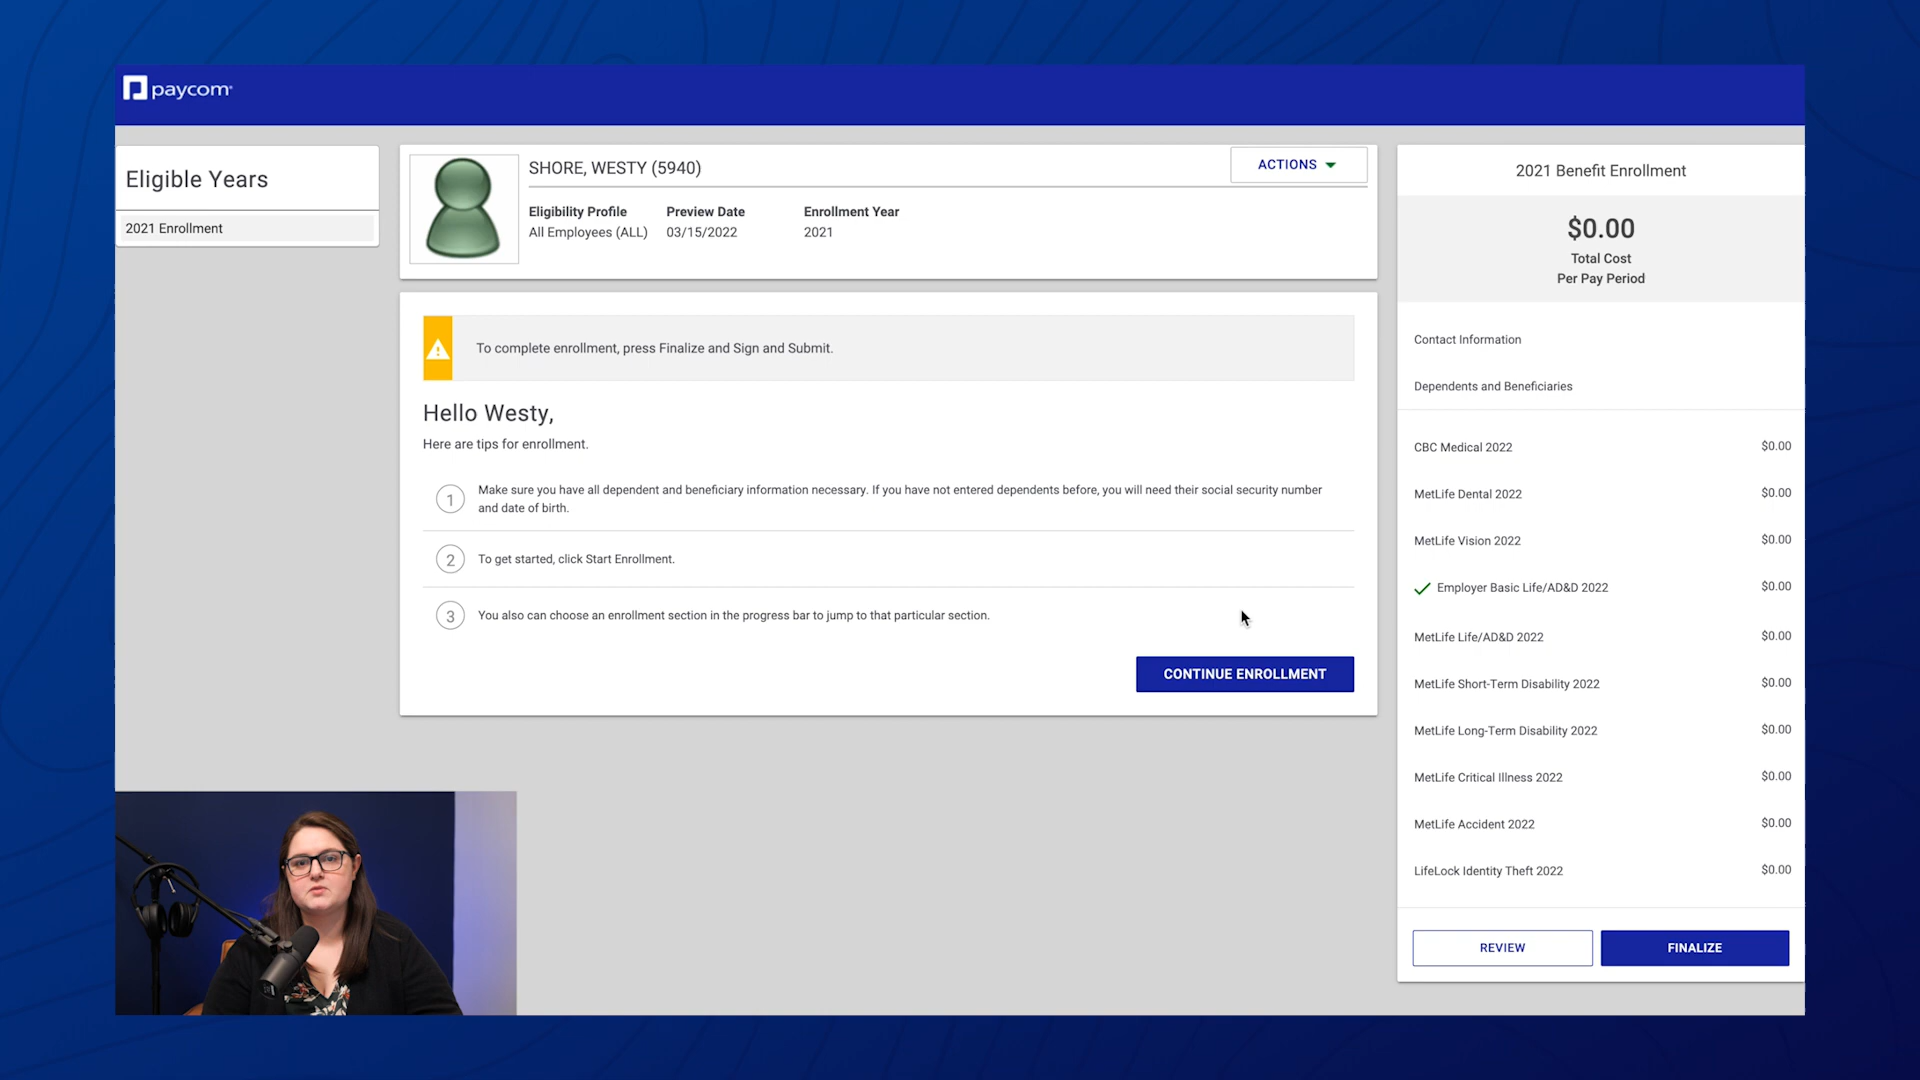 paycom
Eligible Years
2021 Enrollment
SHORE, WESTY (5940)
ACTIONS
Eligibility Profile
All Employees (ALL)
Preview Date
03/15/2022
Enrollment Year
2021
To complete enrollment, press Finalize and Sign and Submit.
Hello Westy,
Here are tips for enrollment.
1
Make sure you have all dependent and beneficiary information necessary. If you have not entered dependents before, you will need their social security number
and date of birth.
2
To get started, click Start Enrollment.
3
You also can choose an enrollment section in the progress bar to jump to that particular section.
CONTINUE ENROLLMENT
2021 Benefit Enrollment
$0.00
Total Cost
Per Pay Period
Contact Information
Dependents and Beneficiaries
CBC Medical 2022 $0.00
MetLife Dental 2022 $0.00
MetLife Vision 2022 $0.00
Employer Basic Life/AD&D 2022 $0.00
MetLife Life/AD&D 2022 $0.00
MetLife Short-Term Disability 2022 $0.00
MetLife Long-Term Disability 2022 $0.00
MetLife Critical Illness 2022 $0.00
MetLife Accident 2022 $0.00
LifeLock Identity Theft 2022 $0.00
REVIEW
FINALIZE